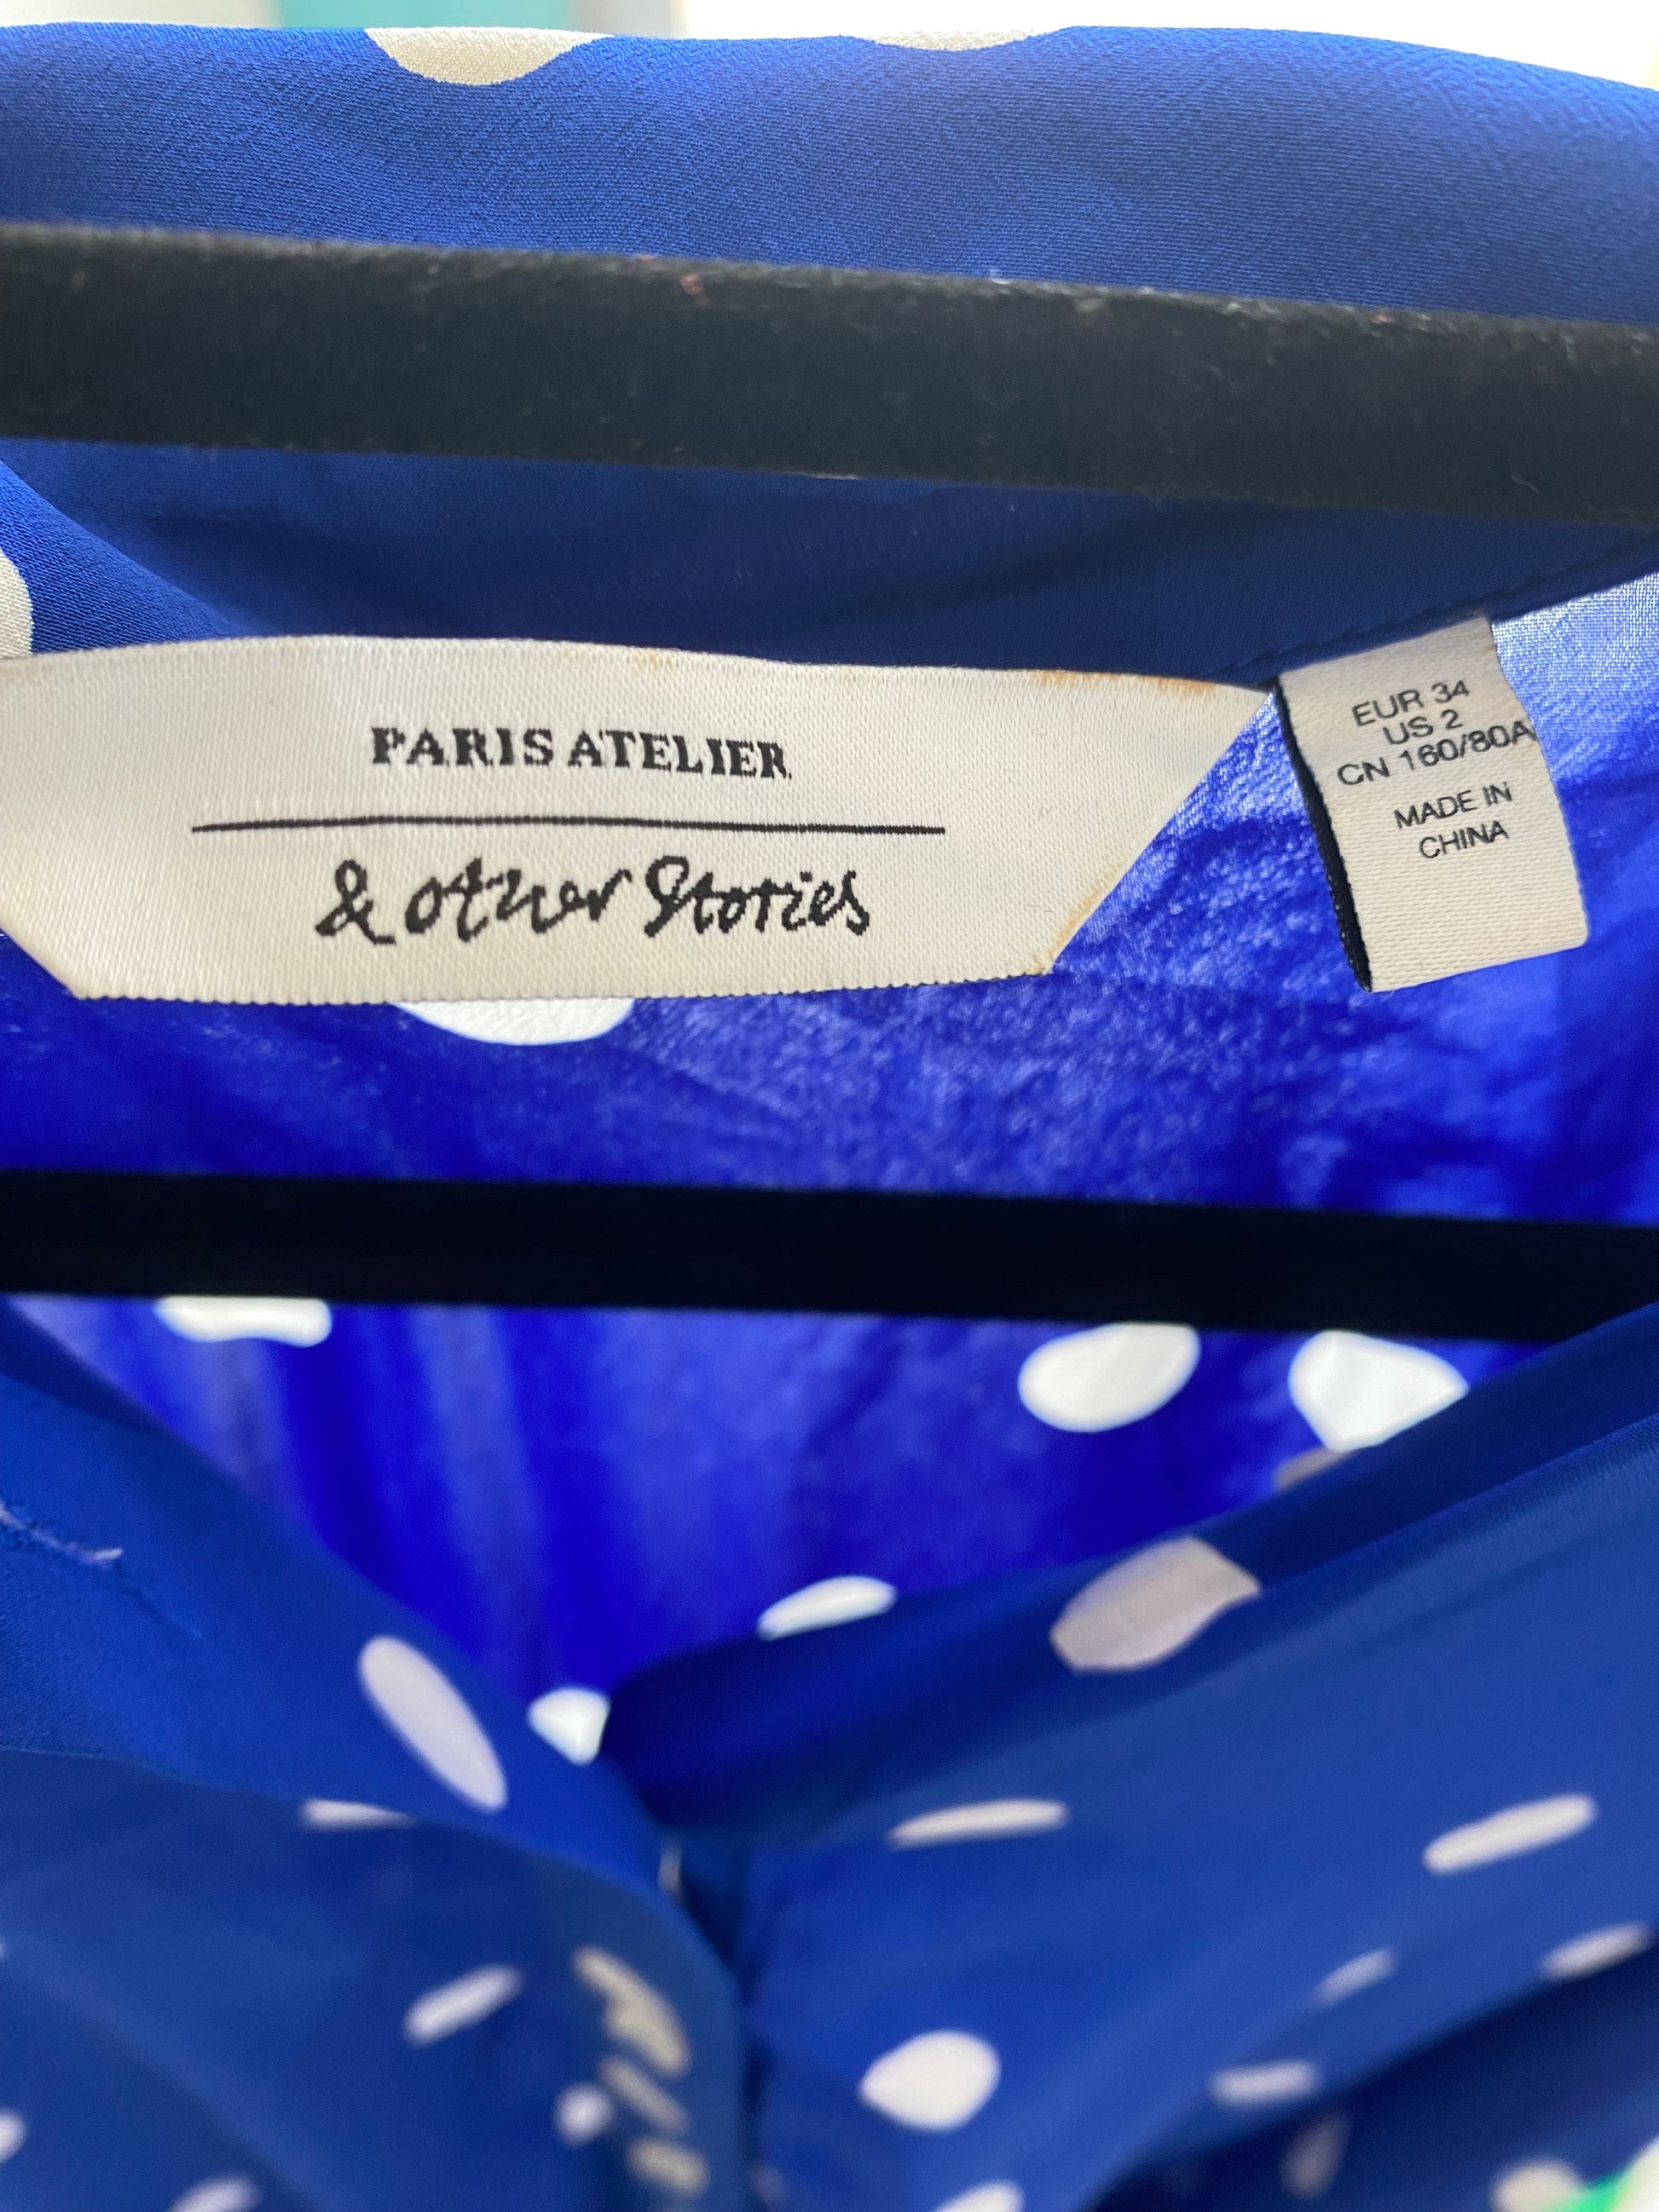 PARIS ATELIER
& other Stories
EUR 34
US 2
CN 160/80A
MADE IN
CHINA